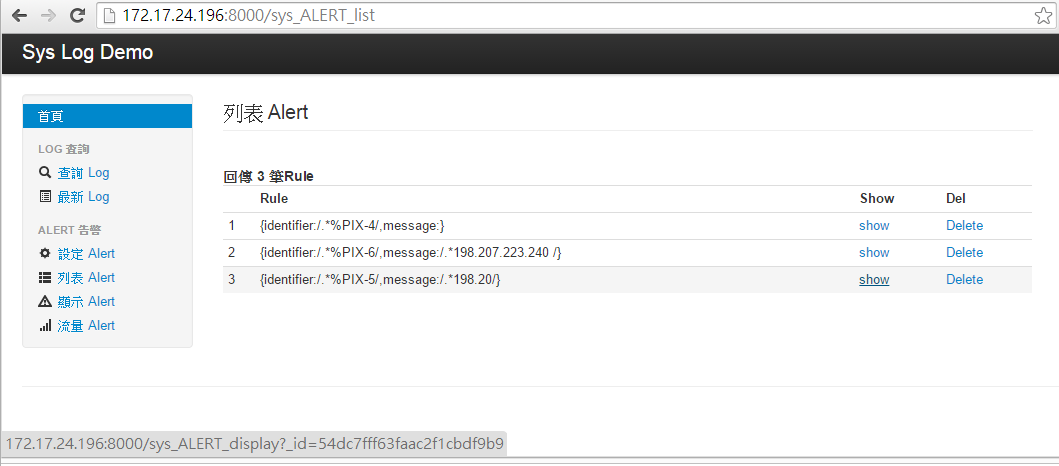 172.17.24.196:8000/sys_ALERT_list
Sys Log Demo
首頁
LOG 查詢
查詢 Log
最新 Log
ALERT 告警
設定 Alert
列表 Alert
顯示 Alert
流量 Alert
列表 Alert
回傳 3 筆Rule
Rule Show Del
1 {identifier:/.*%PIX-4/,message:} show Delete
2 {identifier:/.*%PIX-6/,message:/.*198.207.223.240 /} show Delete
3 {identifier:/.*%PIX-5/,message:/.*198.20/} show Delete
172.17.24.196:8000/sys_ALERT_display?_id=54dc7fff63faac2f1cbdf9b9